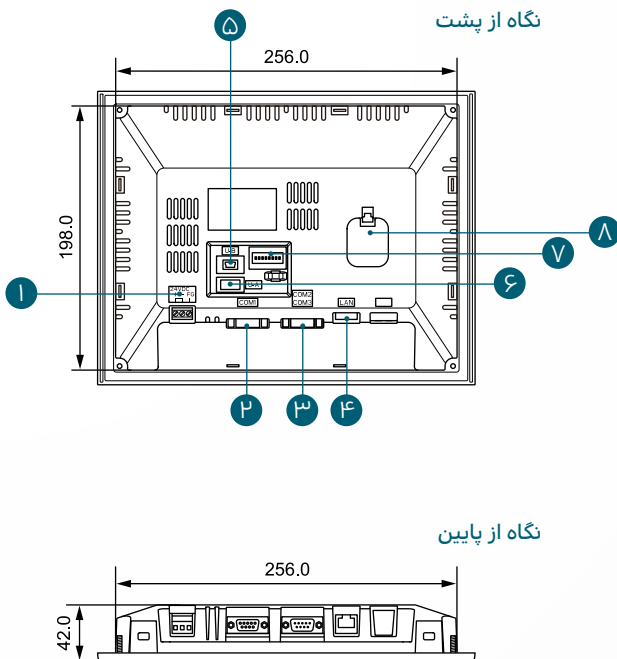 نگاه از پشت
۵
256.0
198.0
۸
U-B
۷
۶
U-A
۱
24VDC
FG
COM1
COM2
COM3
LAN
۲
۳
۴
نگاه از پایین
256.0
42.0